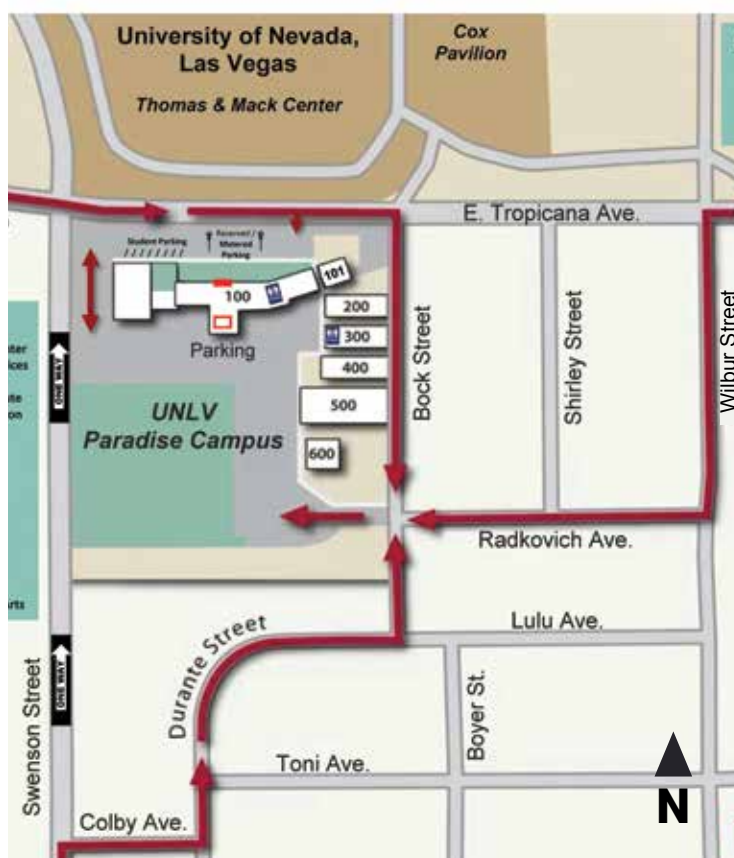 University of Nevada,
Las Vegas
Thomas & Mack Center
Cox
Pavilion
E. Tropicana Ave.
Student Parking
Reserved /
Metered
Parking
101
100
200
300
400
500
600
Parking
UNLV
Paradise Campus
Bock Street
Shirley Street
Wilbur Street
ONE WAY
Radkovich Ave.
Lulu Ave.
Durante Street
ONE WAY
Swenson Street
Boyer St.
Toni Ave.
Colby Ave.
N